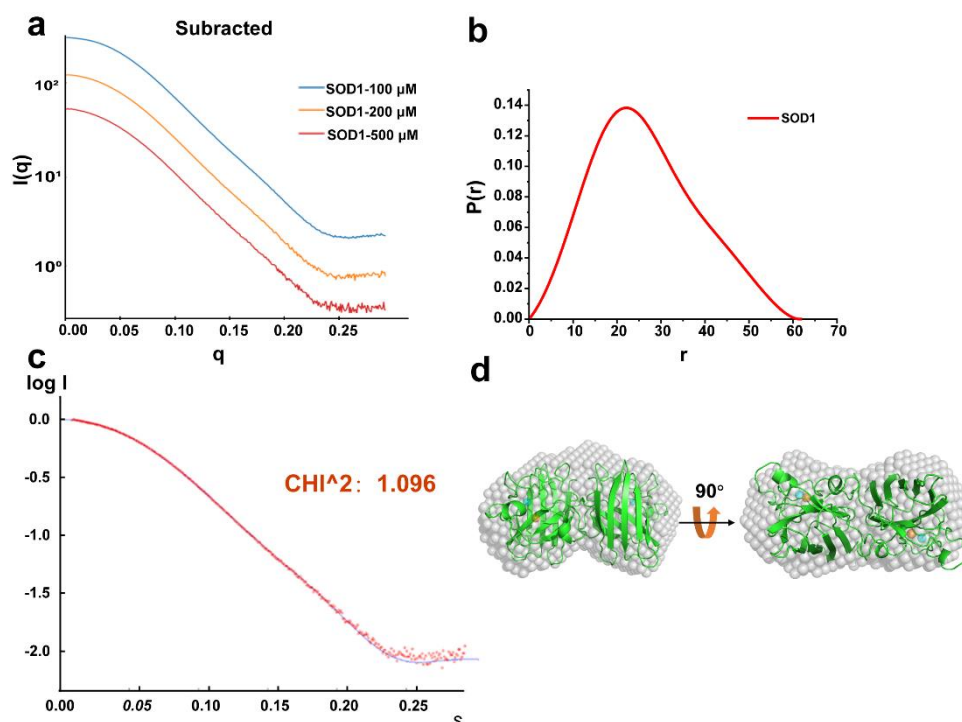 a
Subracted
SOD1-100 μM
SOD1-200 μM
SOD1-500 μM
10²
10¹
10⁰
I(q)
0.00 0.05 0.10 0.15 0.20 0.25
q
b
0.14
0.12
0.10
0.08
0.06
0.04
0.02
0.00
P(r)
SOD1
0 10 20 30 40 50 60 70
r
c
log I
0.0
-0.5
-1.0
-1.5
-2.0
CHI^2: 1.096
0.00 0.05 0.10 0.15 0.20 0.25
s
d
90°